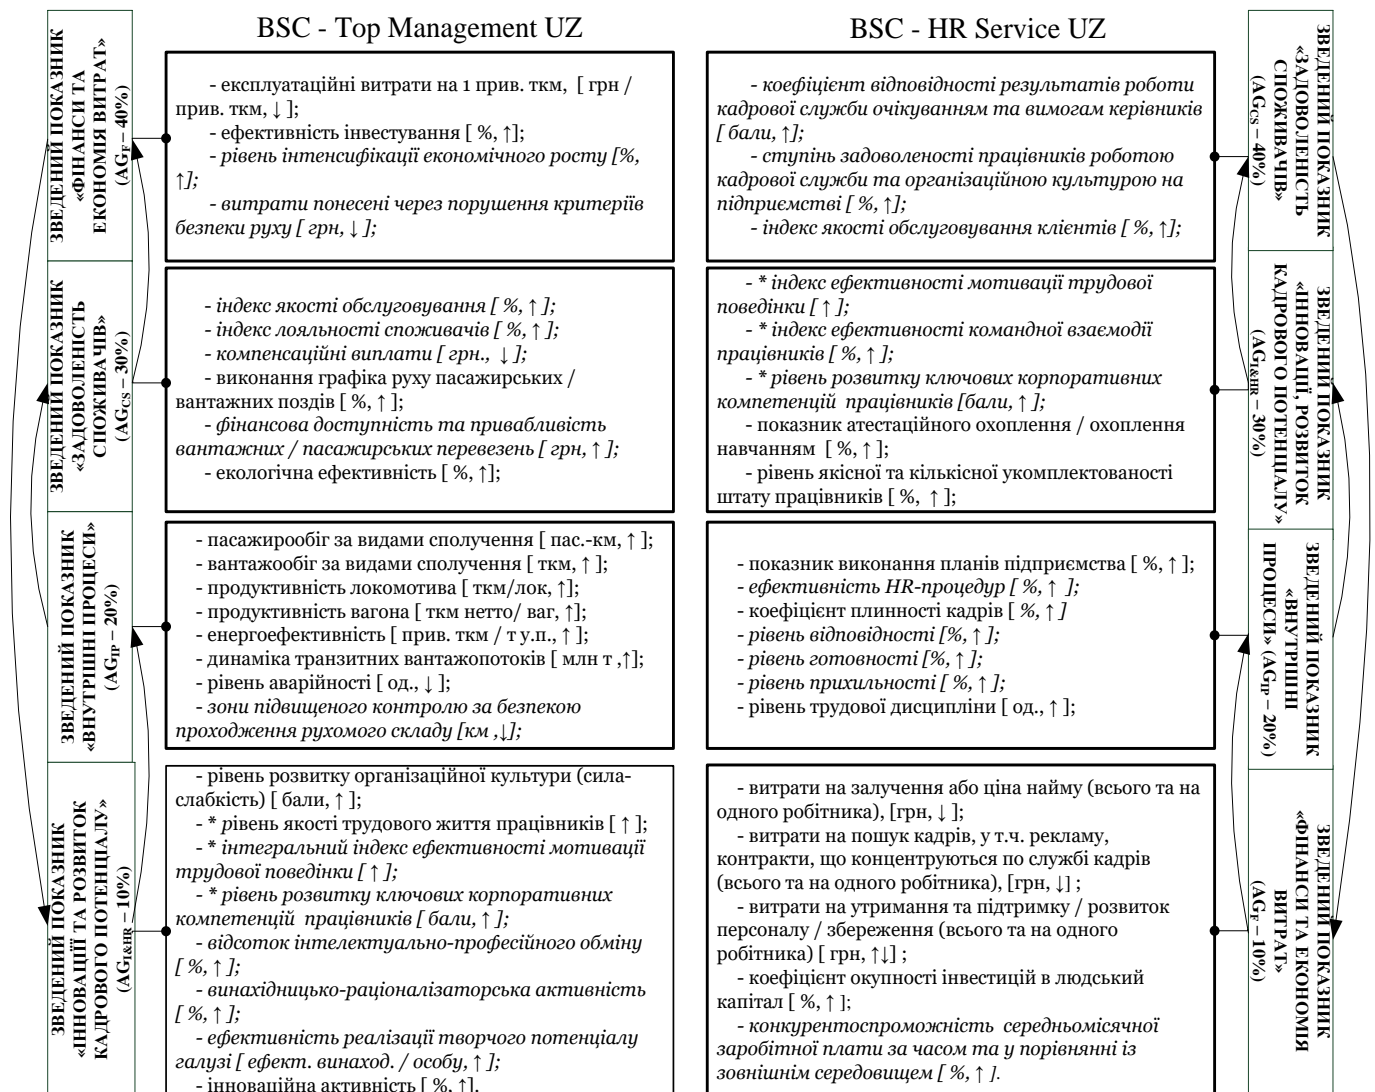 BSC - Top Management UZ
ЗВЕДЕНИЙ ПОКАЗНИК
«ФІНАНСИ ТА
ЕКОНОМІЯ ВИТРАТ»
(AGF – 40%)
- експлуатаційні витрати на 1 прив. ткм, [ грн /
прив. ткм, ↓ ];
- ефективність інвестування [ %, ↑];
- рівень інтенсифікації економічного росту [%,
↑];
- витрати понесені через порушення критеріїв
безпеки руху [ грн, ↓ ];
ЗВЕДЕНИЙ ПОКАЗНИК
«ЗАДОВОЛЕНІСТЬ
СПОЖИВАЧІВ»
(AGCS – 30%)
- індекс якості обслуговування [ %, ↑ ];
- індекс лояльності споживачів [ %, ↑ ];
- компенсаційні виплати [ грн., ↓ ];
- виконання графіка руху пасажирських /
вантажних поздів [ %, ↑ ];
- фінансова доступність та привабливість
вантажних / пасажирських перевезень [ грн, ↑ ];
- екологічна ефективність [ %, ↑];
ЗВЕДЕНИЙ ПОКАЗНИК
«ВНУТРІШНІ ПРОЦЕСИ»
(AGIP – 20%)
- пасажирообіг за видами сполучення [ пас.-км, ↑ ];
- вантажообіг за видами сполучення [ ткм, ↑ ];
- продуктивність локомотива [ ткм/лок, ↑];
- продуктивність вагона [ ткм нетто/ ваг, ↑];
- енергоефективність [ прив. ткм / т у.п., ↑ ];
- динаміка транзитних вантажопотоків [ млн т ,↑];
- рівень аварійності [ од., ↓ ];
- зони підвищеного контролю за безпекою
проходження рухомого складу [км ,↓];
ЗВЕДЕНИЙ ПОКАЗНИК
«ІННОВАЦІЇ ТА РОЗВИТОК
КАДРОВОГО ПОТЕНЦІАЛУ»
(AGI&HR – 10%)
- рівень розвитку організаційної культури (сила-
слабкість) [ бали, ↑ ];
- * рівень якості трудового життя працівників [ ↑ ];
- * інтегральний індекс ефективності мотивації
трудової поведінки [ ↑ ];
- * рівень розвитку ключових корпоративних
компетенцій працівників [ бали, ↑ ];
- відсоток інтелектуально-професійного обміну
[ %, ↑ ];
- винахідницько-раціоналізаторська активність
[ %, ↑ ];
- ефективність реалізації творчого потенціалу
галузі [ ефект. винаход. / особу, ↑ ];
- інноваційна активність [ %, ↑].
BSC - HR Service UZ
ЗВЕДЕНИЙ ПОКАЗНИК
«ЗАДОВОЛЕНІСТЬ
СПОЖИВАЧІВ»
(AGCS – 40%)
- коефіцієнт відповідності результатів роботи
кадрової служби очікуванням та вимогам керівників
[ бали, ↑];
- ступінь задоволеності працівників роботою
кадрової служби та організаційною культурою на
підприємстві [ %, ↑];
- індекс якості обслуговування клієнтів [ %, ↑];
ЗВЕДЕНИЙ ПОКАЗНИК
«ІННОВАЦІЇ, РОЗВИТОК
КАДРОВОГО ПОТЕНЦІАЛУ»
(AGI&HR – 30%)
- * індекс ефективності мотивації трудової
поведінки [ ↑ ];
- * індекс ефективності командної взаємодії
працівників [ %, ↑ ];
- * рівень розвитку ключових корпоративних
компетенцій працівників [бали, ↑ ];
- показник атестаційного охоплення / охоплення
навчанням [ %, ↑ ];
- рівень якісної та кількісної укомплектованості
штату працівників [ %, ↑ ];
ЗВЕДЕНИЙ ПОКАЗНИК
«ВНУТРІШНІ
ПРОЦЕСИ» (AGIP – 20%)
- показник виконання планів підприємства [ %, ↑ ];
- ефективність HR-процедур [ %, ↑ ];
- коефіцієнт плинності кадрів [ %, ↑ ]
- рівень відповідності [%, ↑ ];
- рівень готовності [%, ↑ ];
- рівень прихильності [ %, ↑ ];
- рівень трудової дисципліни [ од., ↑ ];
ЗВЕДЕНИЙ ПОКАЗНИК
«ФІНАНСИ ТА ЕКОНОМІЯ
ВИТРАТ»
(AGF – 10%)
- витрати на залучення або ціна найму (всього та на
одного робітника), [грн, ↓ ];
- витрати на пошук кадрів, у т.ч. рекламу,
контракти, що концентруються по службі кадрів
(всього та на одного робітника), [грн, ↓] ;
- витрати на утримання та підтримку / розвиток
персоналу / збереження (всього та на одного
робітника) [ грн, ↑↓] ;
- коефіцієнт окупності інвестицій в людський
капітал [ %, ↑ ];
- конкурентоспроможність середньомісячної
заробітної плати за часом та у порівнянні із
зовнішнім середовищем [ %, ↑ ].